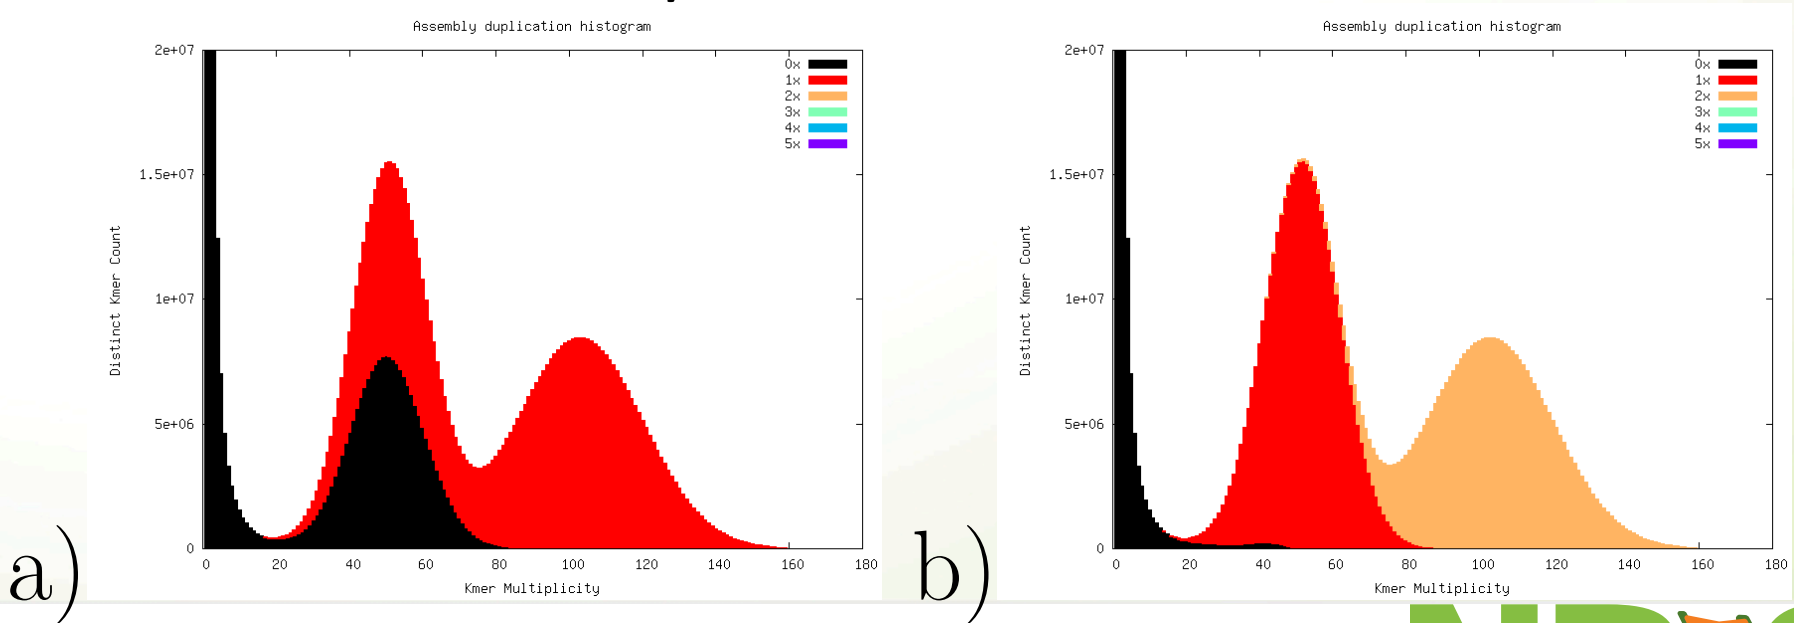 Assembly duplication histogram
2e+07
1.5e+07
1e+07
5e+06
0
Distinct Kmer Count
0x
1x
2x
3x
4x
5x
0 20 40 60 80 100 120 140 160 180
Kmer Multiplicity
a)
Assembly duplication histogram
2e+07
1.5e+07
1e+07
5e+06
0
Distinct Kmer Count
0x
1x
2x
3x
4x
5x
0 20 40 60 80 100 120 140 160 180
Kmer Multiplicity
b)